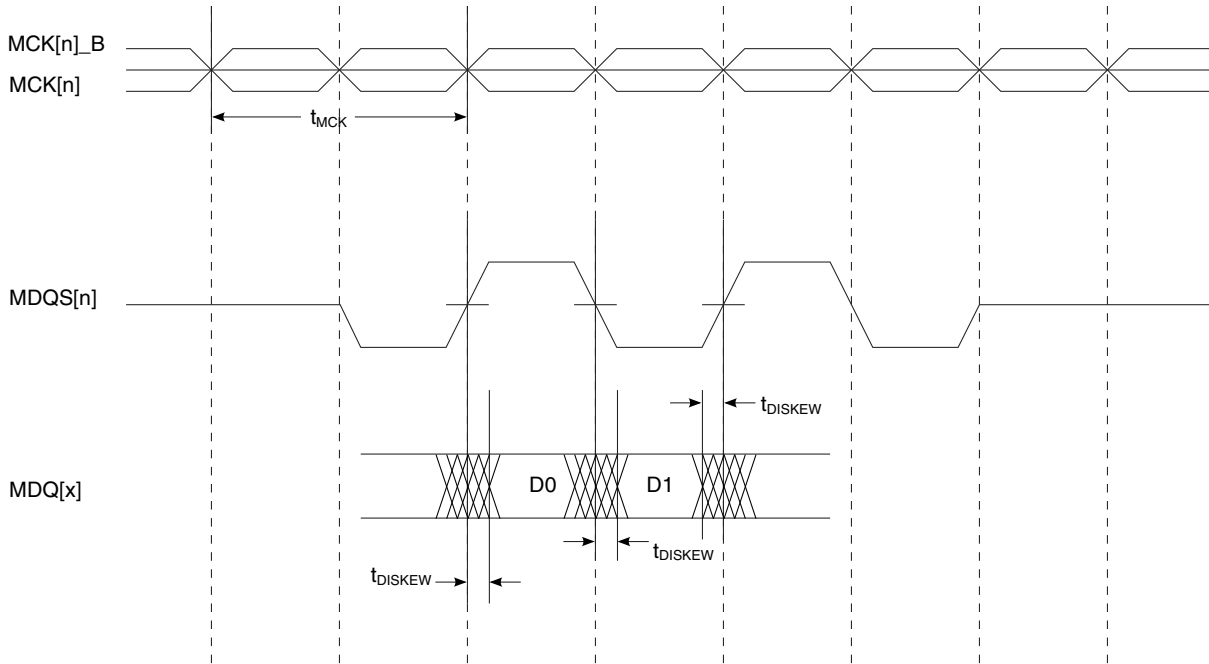 MCK[n]_B
MCK[n]
tMCK
MDQS[n]
tDISKEW
MDQ[x]
D0
D1
tDISKEW
tDISKEW